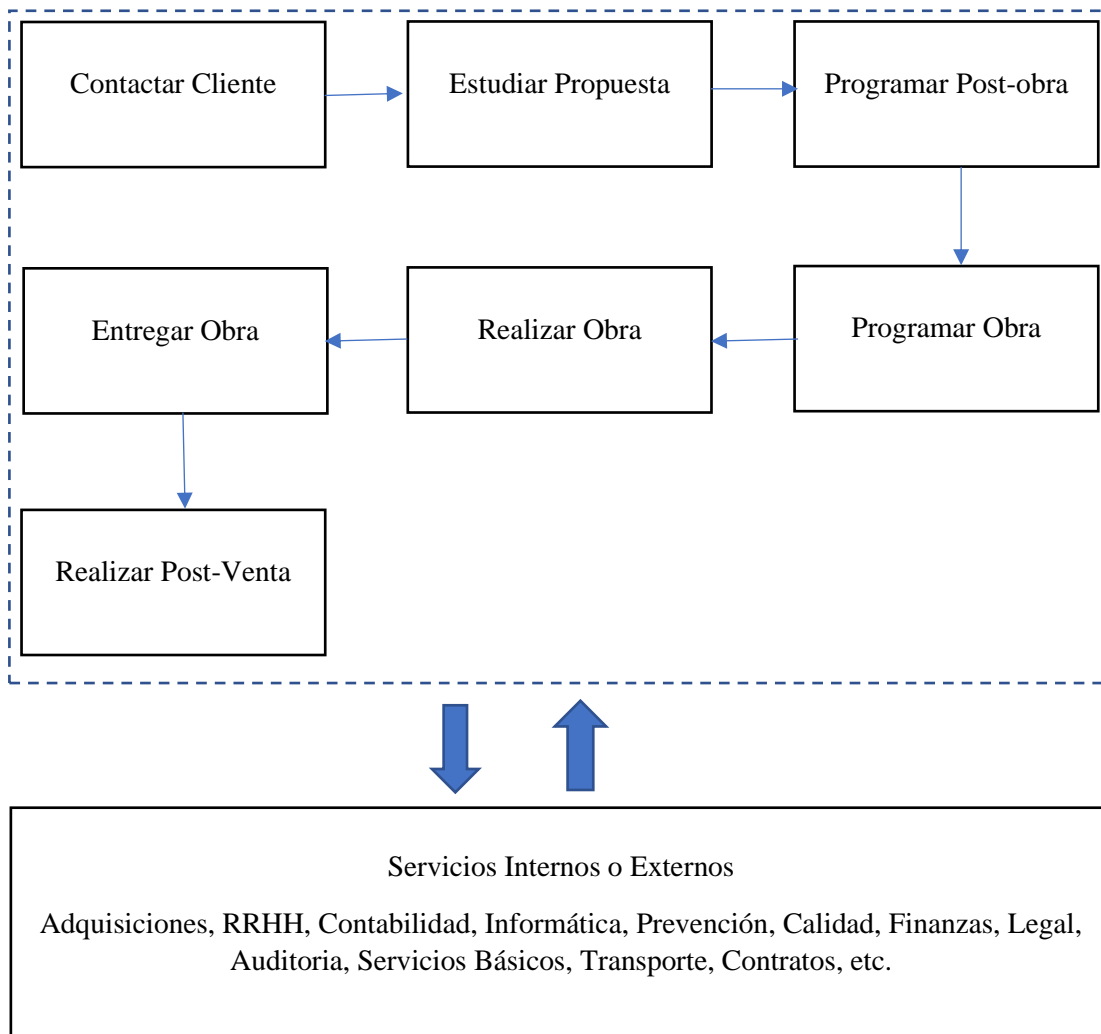 Contactar Cliente
Estudiar Propuesta
Programar Post-obra
Programar Obra
Realizar Obra
Entregar Obra
Realizar Post-Venta
Servicios Internos o Externos
Adquisiciones, RRHH, Contabilidad, Informática, Prevención, Calidad, Finanzas, Legal,
Auditoria, Servicios Básicos, Transporte, Contratos, etc.